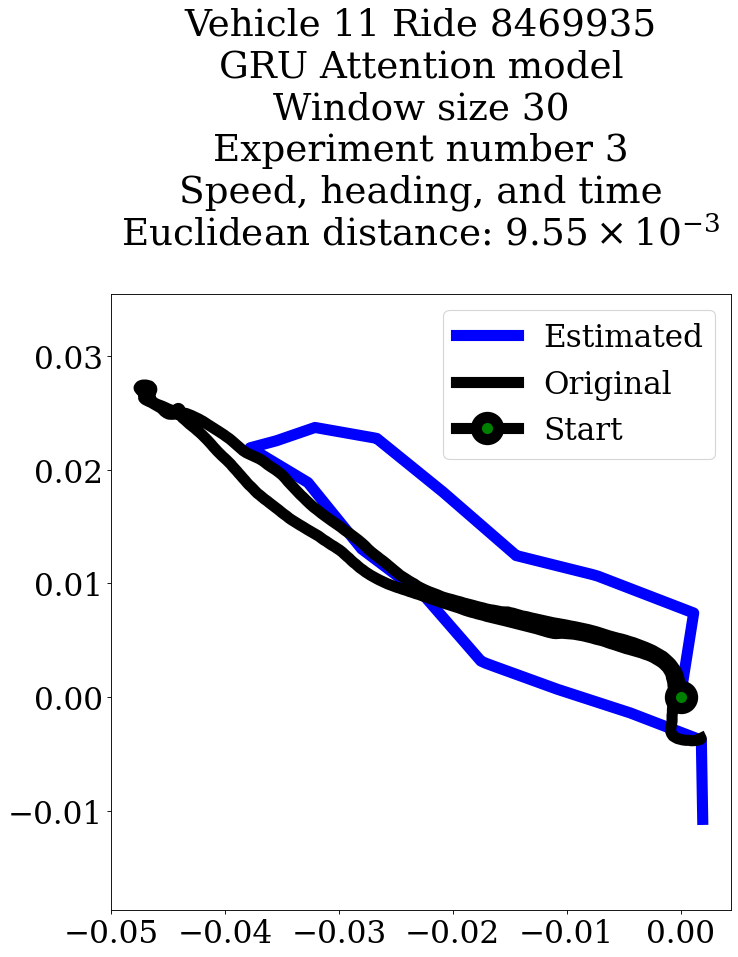 Vehicle 11 Ride 8469935
GRU Attention model
Window size 30
Experiment number 3
Speed, heading, and time
Euclidean distance: 9.55 × 10⁻³
Estimated
Original
Start
0.03
0.02
0.01
0.00
−0.01
−0.05 −0.04 −0.03 −0.02 −0.01 0.00